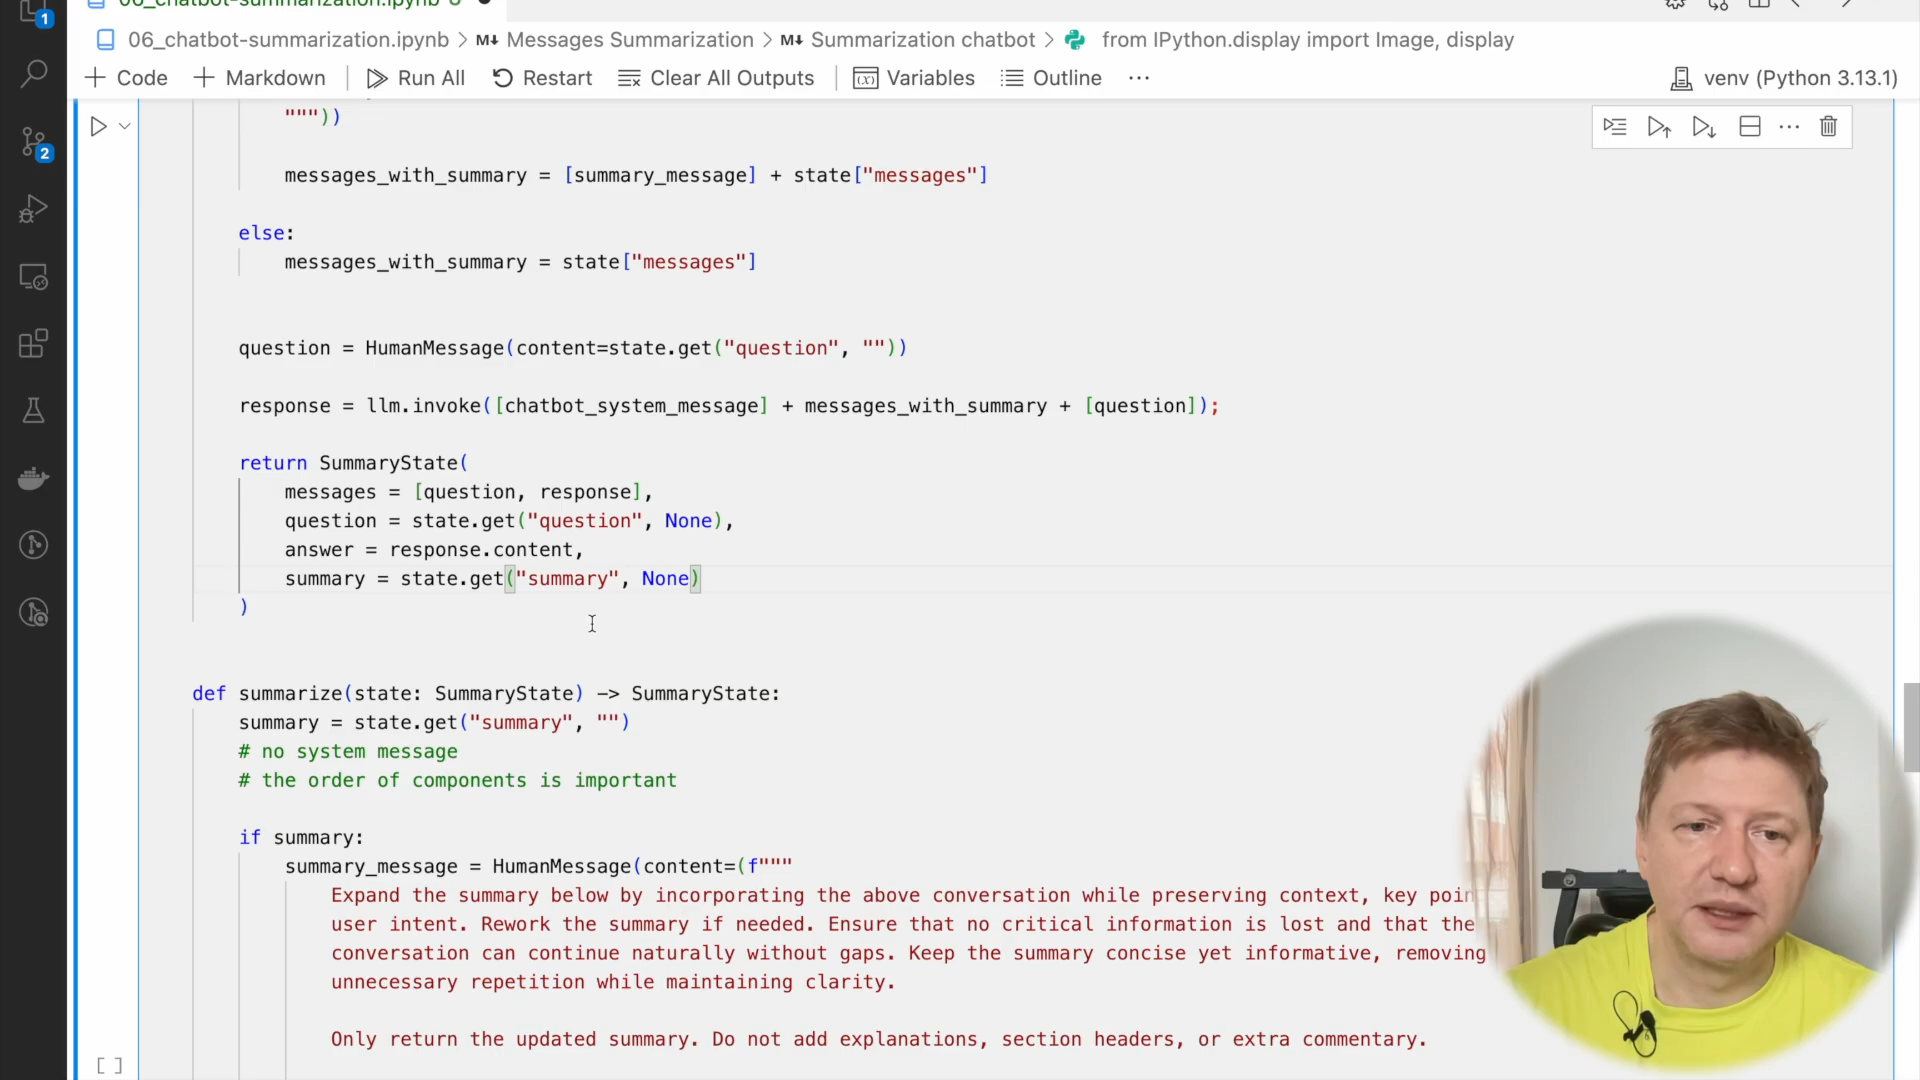 1
06_chatbot-summarization.ipynb
06_chatbot-summarization.ipynb > M↓ Messages Summarization > M↓ Summarization chatbot > from IPython.display import Image, display
+ Code + Markdown Run All Restart Clear All Outputs Variables Outline ··· venv (Python 3.13.1)
"""))
2
messages_with_summary = [summary_message] + state["messages"]
else:
messages_with_summary = state["messages"]
question = HumanMessage(content=state.get("question", ""))
response = llm.invoke([chatbot_system_message] + messages_with_summary + [question]);
return SummaryState(
messages = [question, response],
question = state.get("question", None),
answer = response.content,
summary = state.get("summary", None)
)
def summarize(state: SummaryState) -> SummaryState:
summary = state.get("summary", "")
# no system message
# the order of components is important
if summary:
summary_message = HumanMessage(content=(f"""
Expand the summary below by incorporating the above conversation while preserving context, key poin
user intent. Rework the summary if needed. Ensure that no critical information is lost and that the
conversation can continue naturally without gaps. Keep the summary concise yet informative, removing
unnecessary repetition while maintaining clarity.
Only return the updated summary. Do not add explanations, section headers, or extra commentary.
[ ]